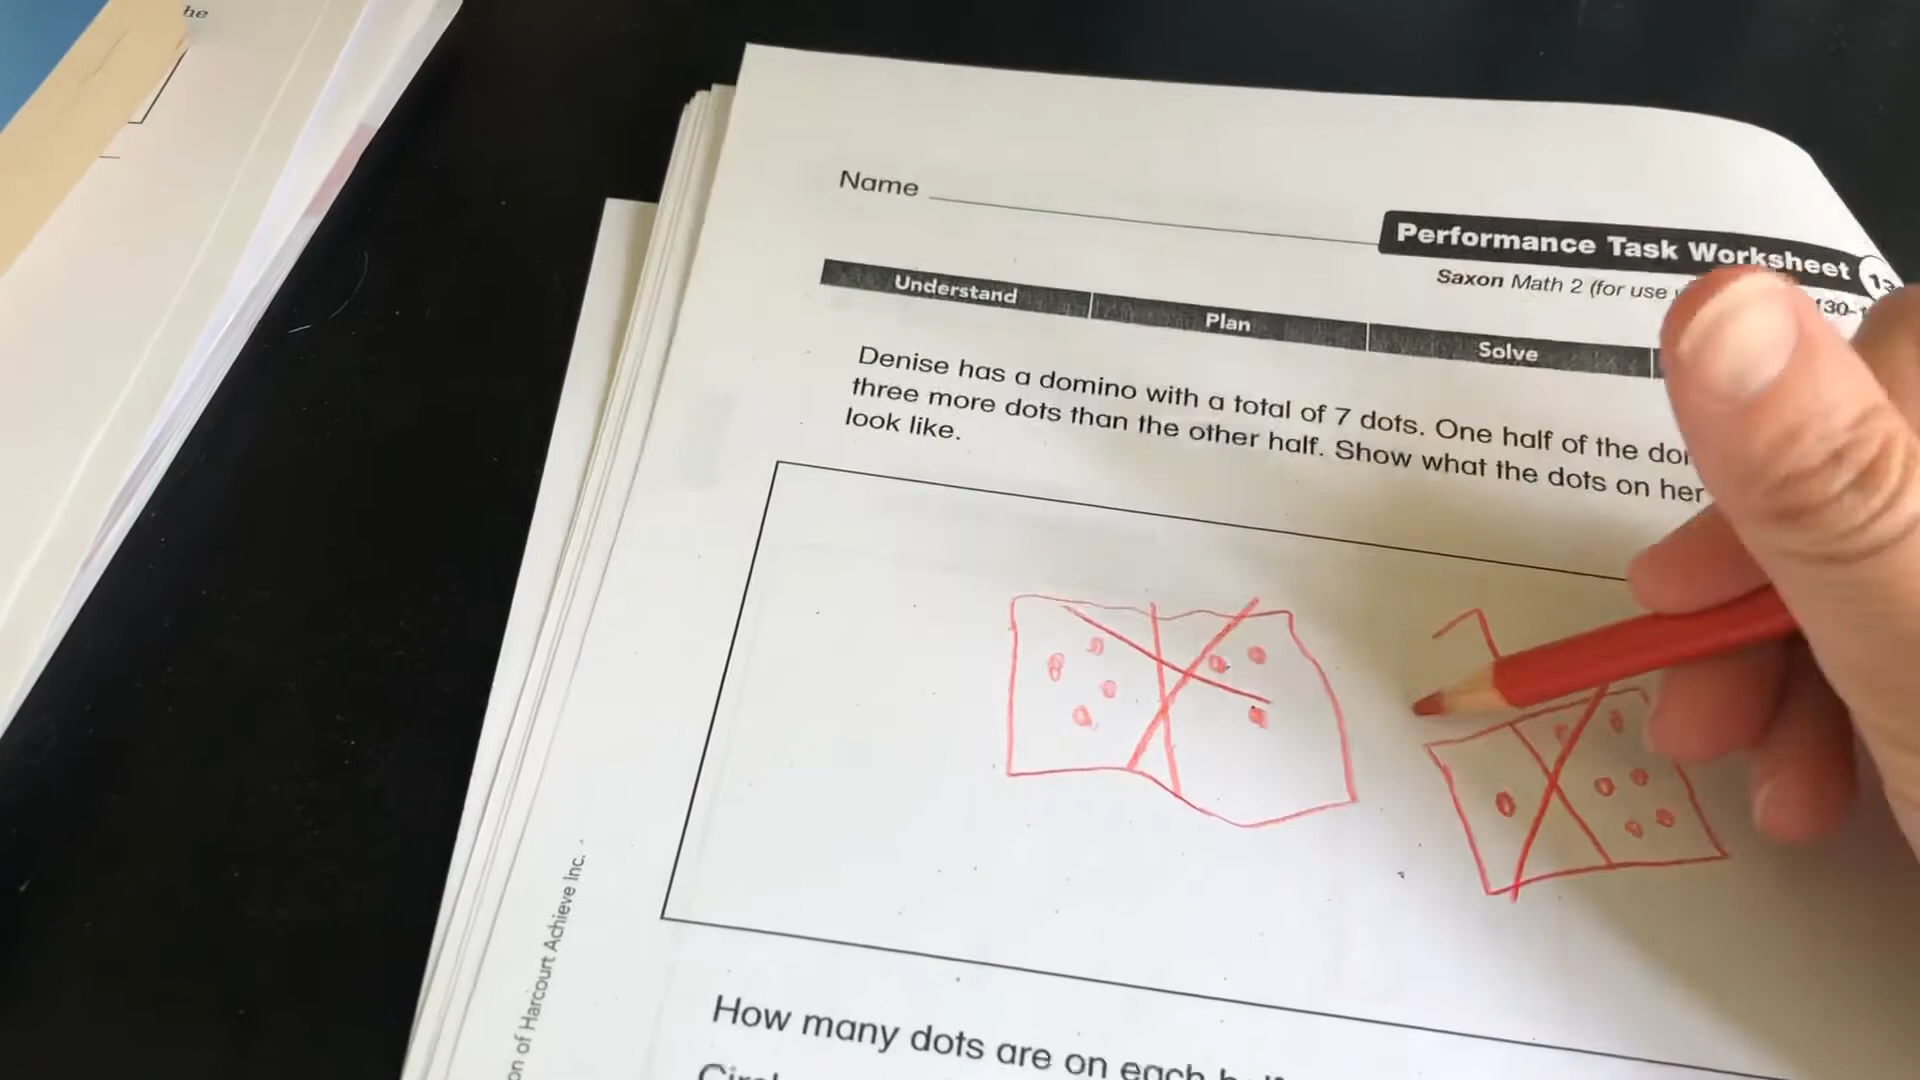 he
Name
Performance Task Worksheet
Saxon Math 2 (for use
130-
Understand
Plan
Solve
Denise has a domino with a total of 7 dots. One half of the
three more dots than the other half. Show what the dots on her
look like.
How many dots are on each
on of Harcourt Achieve Inc.